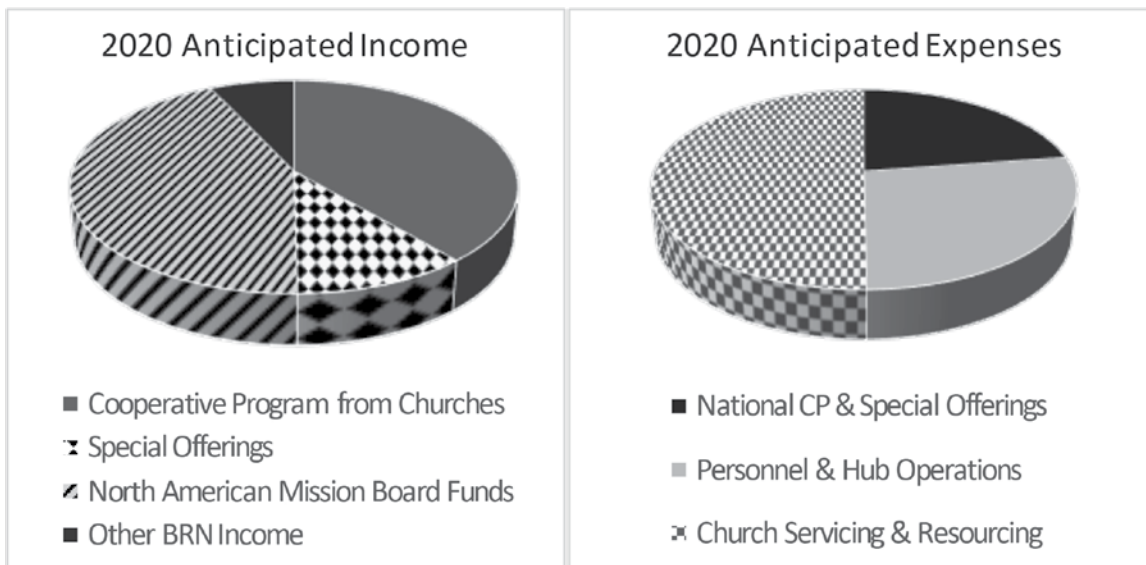 2020 Anticipated Income
Cooperative Program from Churches
Special Offerings
North American Mission Board Funds
Other BRN Income
2020 Anticipated Expenses
National CP & Special Offerings
Personnel & Hub Operations
Church Servicing & Resourcing